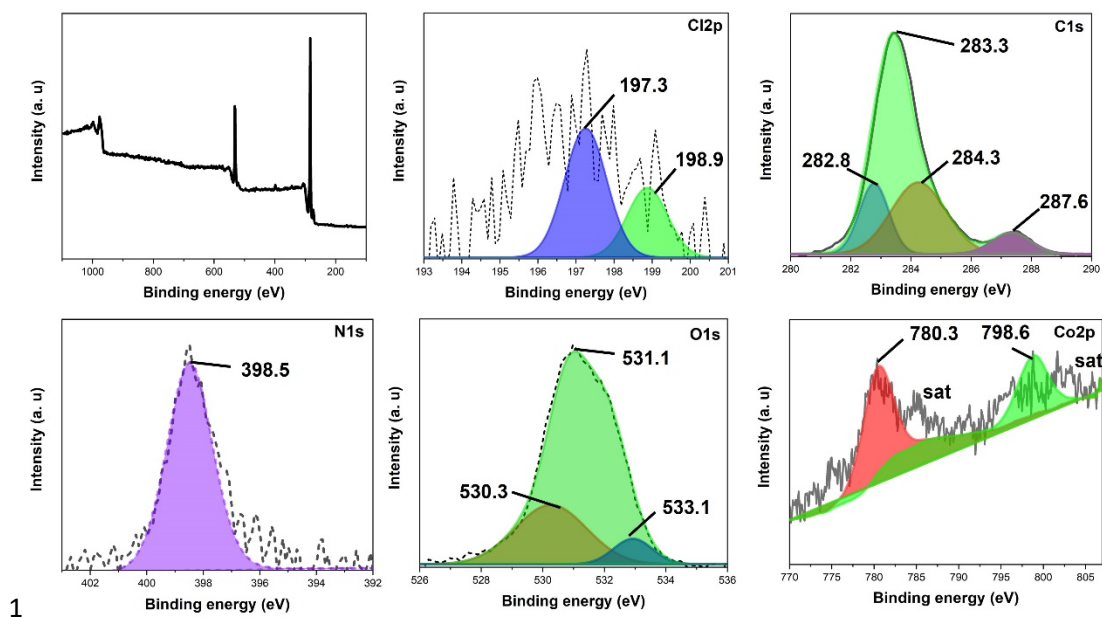 Intensity (a. u)
1000 800 600 400 200
Binding energy (eV)
Cl2p
197.3
198.9
Intensity (a. u)
193 194 195 196 197 198 199 200 201
Binding energy (eV)
C1s
283.3
282.8
284.3
287.6
Intensity (a. u)
280 282 284 286 288 290
Binding energy (eV)
N1s
398.5
Intensity (a. u)
402 400 398 396 394 392
Binding energy (eV)
O1s
531.1
530.3
533.1
Intensity (a. u)
526 528 530 532 534 536
Binding energy (eV)
780.3
798.6
Co2p
sat
sat
Intensity (a. u)
770 775 780 785 790 795 800 805
Binding energy (eV)
1